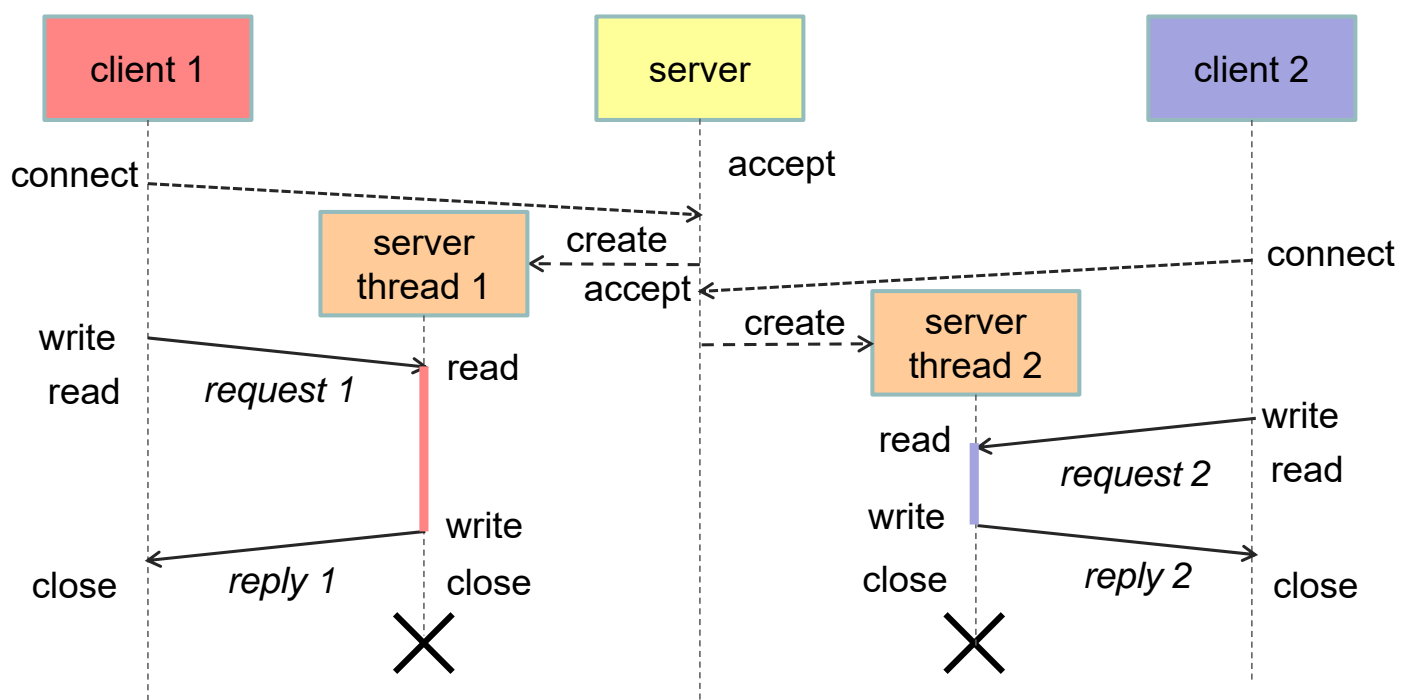 client 1
server
client 2
accept
connect
server
thread 1
create
connect
accept
server
thread 2
create
write
read
request 1
read
write
read
request 2
read
write
write
reply 1
reply 2
close
close
close
close